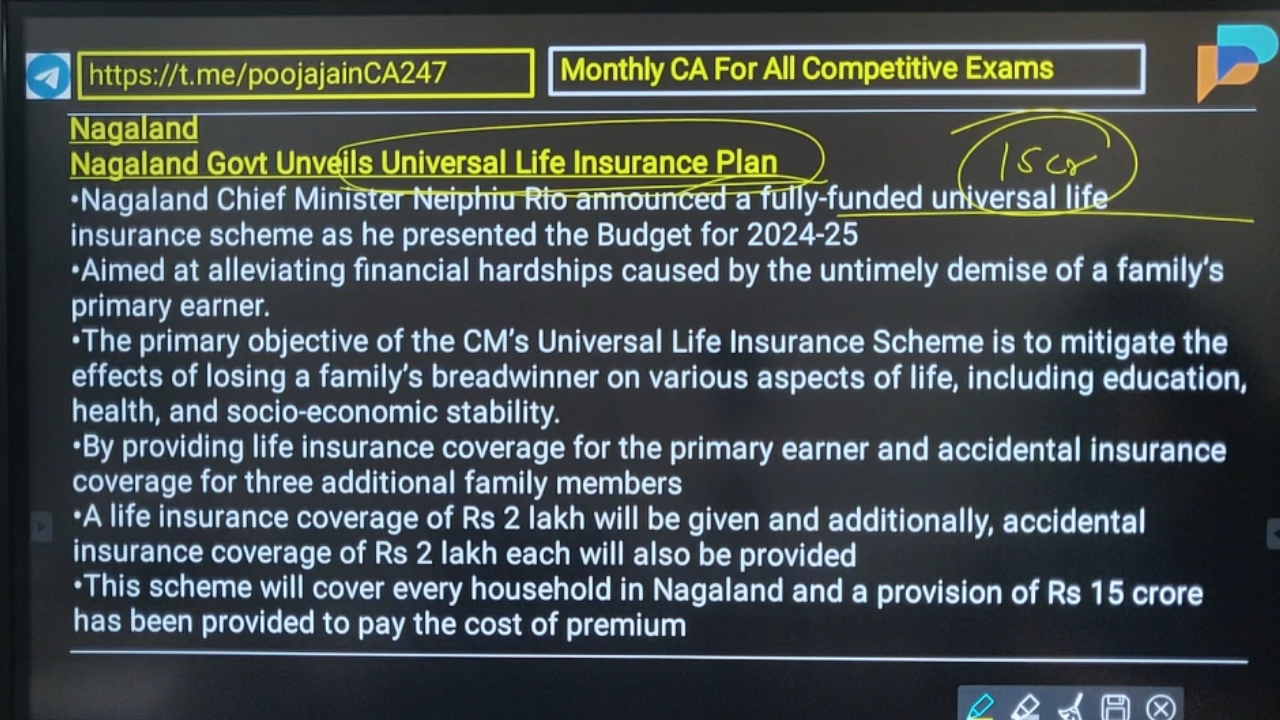 https://t.me/poojajainCA247
Monthly CA For All Competitive Exams
Nagaland
Nagaland Govt Unveils Universal Life Insurance Plan
15 cr
•Nagaland Chief Minister Neiphiu Rio announced a fully-funded universal life
insurance scheme as he presented the Budget for 2024-25
•Aimed at alleviating financial hardships caused by the untimely demise of a family's
primary earner.
•The primary objective of the CM's Universal Life Insurance Scheme is to mitigate the
effects of losing a family's breadwinner on various aspects of life, including education,
health, and socio-economic stability.
•By providing life insurance coverage for the primary earner and accidental insurance
coverage for three additional family members
•A life insurance coverage of Rs 2 lakh will be given and additionally, accidental
insurance coverage of Rs 2 lakh each will also be provided
•This scheme will cover every household in Nagaland and a provision of Rs 15 crore
has been provided to pay the cost of premium